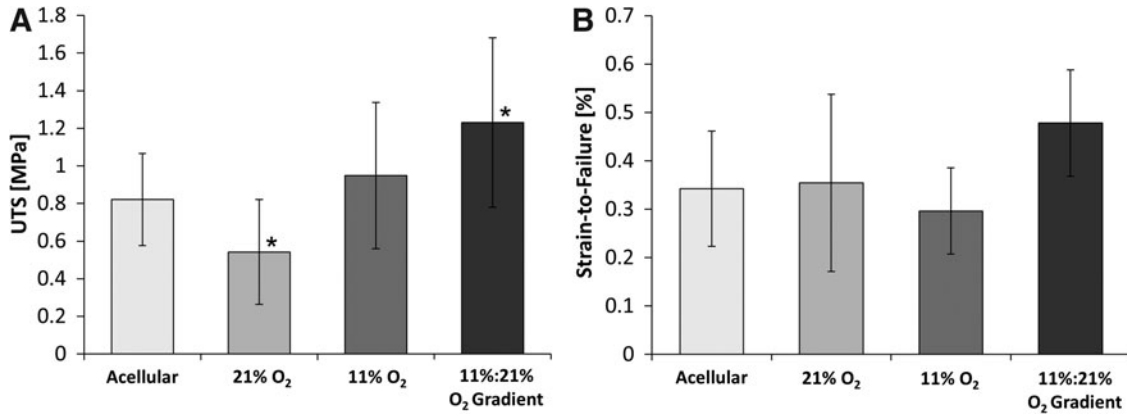 A
UTS [MPa]
1.8
1.6
1.4
1.2
1
0.8
0.6
0.4
0.2
0
*
*
Acellular
21% O₂
11% O₂
11%:21%
O₂ Gradient
B
Strain-to-Failure [%]
0.7
0.6
0.5
0.4
0.3
0.2
0.1
0
Acellular
21% O₂
11% O₂
11%:21%
O₂ Gradient